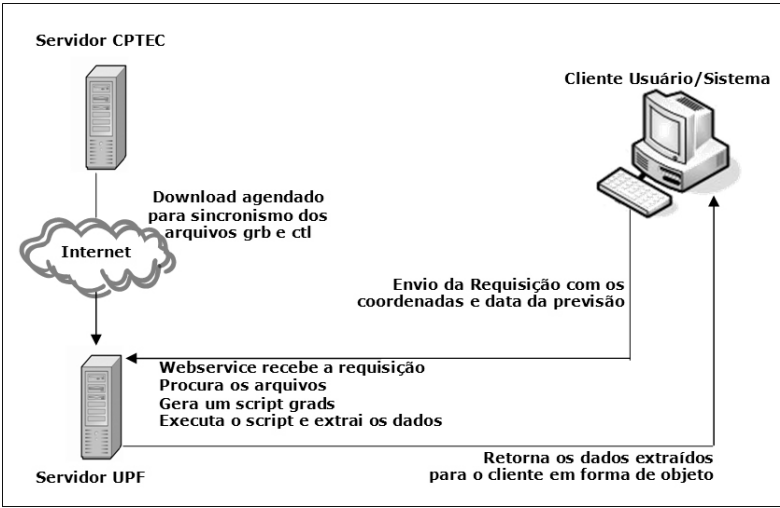 Servidor CPTEC
Cliente Usuário/Sistema
Download agendado
para sincronismo dos
arquivos grb e ctl
Internet
Envio da Requisição com os
coordenadas e data da previsão
Webservice recebe a requisição
Procura os arquivos
Gera um script grads
Executa o script e extrai os dados
Retorna os dados extraídos
para o cliente em forma de objeto
Servidor UPF